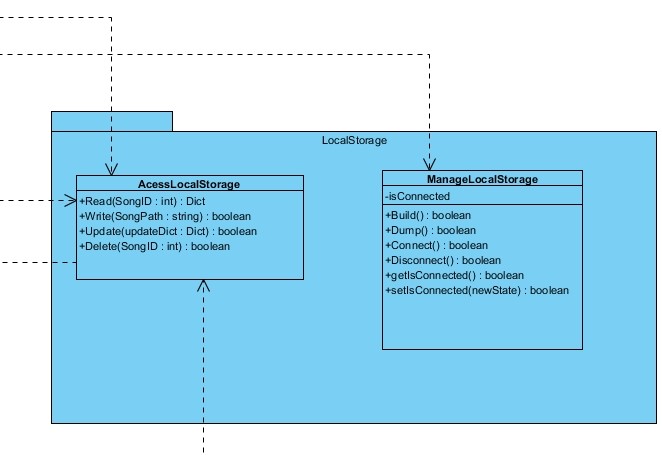 LocalStorage
AcessLocalStorage
+Read(SongID : int) : Dict
+Write(SongPath : string) : boolean
+Update(updateDict : Dict) : boolean
+Delete(SongID : int) : boolean
ManageLocalStorage
-isConnected
+Build() : boolean
+Dump() : boolean
+Connect() : boolean
+Disconnect() : boolean
+getIsConnected() : boolean
+setIsConnected(newState) : boolean